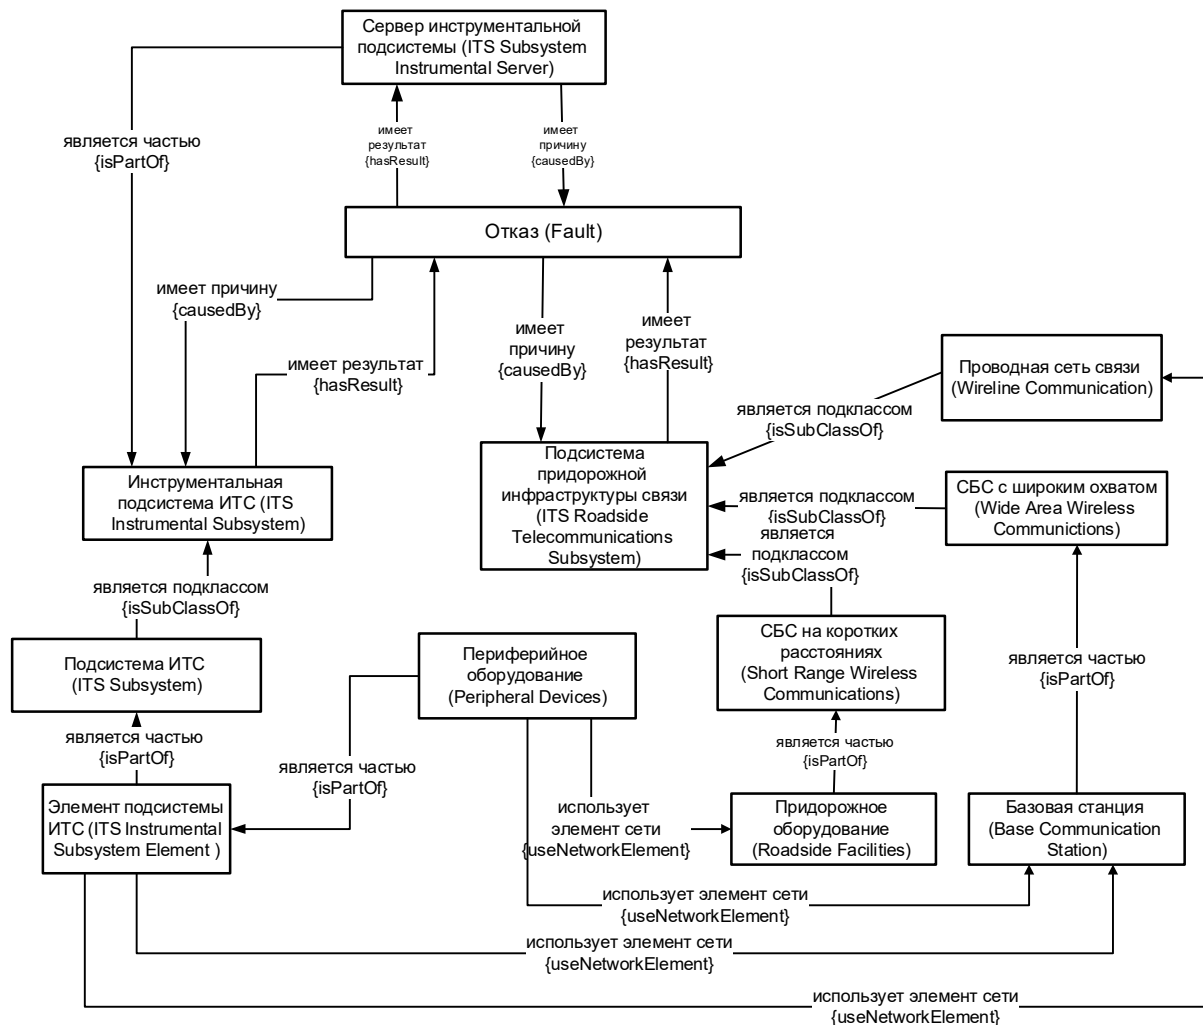 Сервер инструментальной
подсистемы (ITS Subsystem
Instrumental Server)
является частью
{isPartOf}
имеет
результат
{hasResult}
имеет
причину
{causedBy}
Отказ (Fault)
имеет причину
{causedBy}
имеет результат
{hasResult}
имеет
причину
{causedBy}
имеет
результат
{hasResult}
Проводная сеть связи
(Wireline Communication)
является подклассом
{isSubClassOf}
Инструментальная
подсистема ИТС (ITS
Instrumental Subsystem)
Подсистема
придорожной
инфраструктуры связи
(ITS Roadside
Telecommunications
Subsystem)
является подклассом
{isSubClassOf}
СБС с широким охватом
(Wide Area Wireless
Communictions)
является
подклассом
{isSubClassOf}
является подклассом
{isSubClassOf}
Подсистема ИТС
(ITS Subsystem)
Периферийное
оборудование
(Peripheral Devices)
СБС на коротких
расстояниях
(Short Range Wireless
Communications)
является частью
{isPartOf}
является частью
{isPartOf}
является частью
{isPartOf}
является частью
{isPartOf}
Элемент подсистемы
ИТС (ITS Instrumental
Subsystem Element )
использует
элемент сети
{useNetworkElement}
Придорожное
оборудование
(Roadside Facilities)
Базовая станция
(Base Communication
Station)
использует элемент сети
{useNetworkElement}
использует элемент сети
{useNetworkElement}
использует элемент сети
{useNetworkElement}